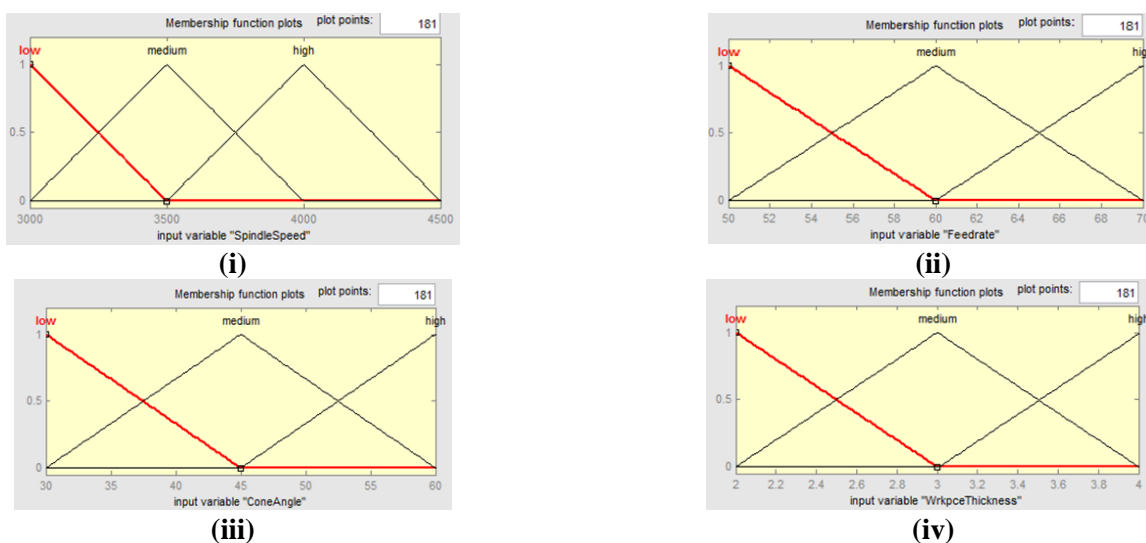 Membership function plots plot points: 181
low medium high
1
0.5
0
3000 3500 4000 4500
input variable "SpindleSpeed"
(i)
Membership function plots plot points: 181
low medium hig
1
0.5
0
50 52 54 56 58 60 62 64 66 68 70
input variable "Feedrate"
(ii)
Membership function plots plot points: 181
low medium high
1
0.5
0
30 35 40 45 50 55 60
input variable "ConeAngle"
(iii)
Membership function plots plot points: 181
low medium high
1
0.5
0
2 2.2 2.4 2.6 2.8 3 3.2 3.4 3.6 3.8 4
input variable "WrkpceThickness"
(iv)